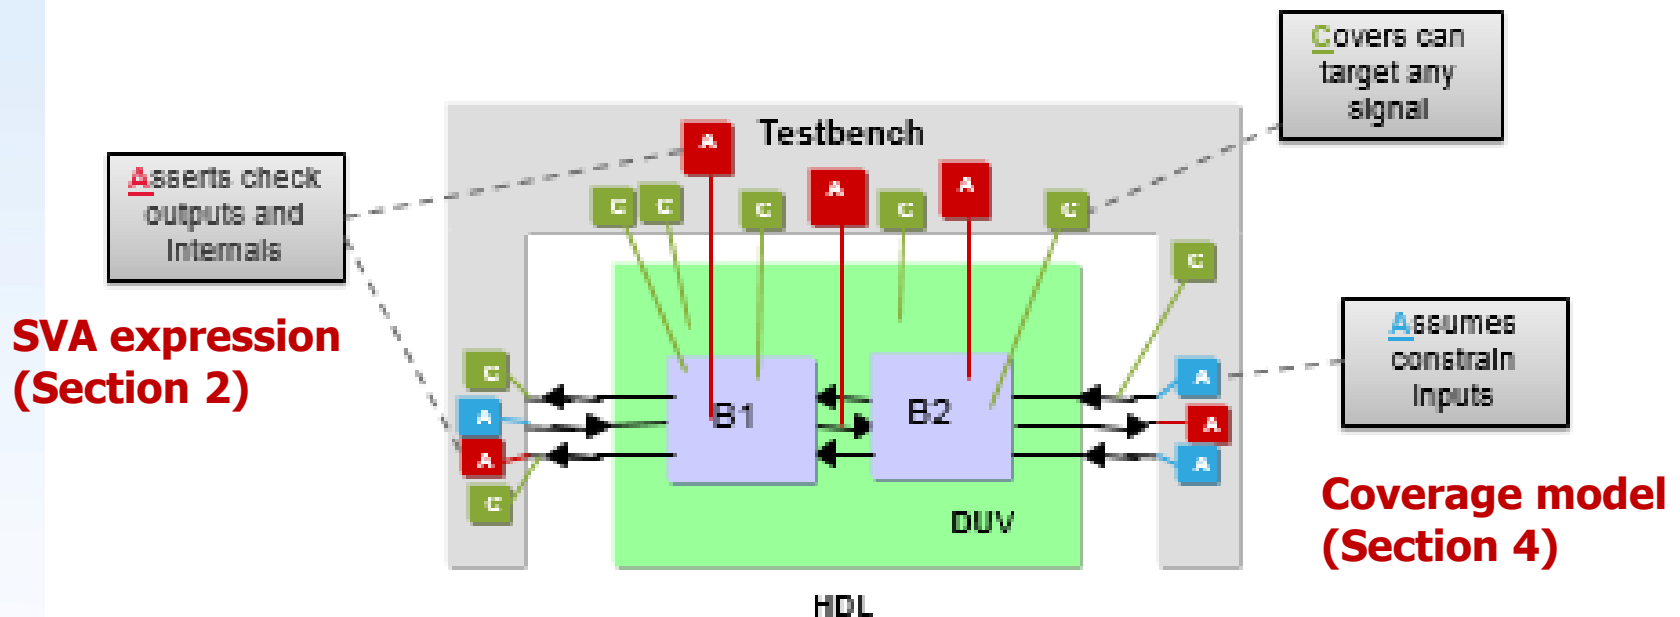 Covers can
target any
signal
Testbench
A
A
A
Asserts check
outputs and
Internals
C
C
C
C
C
C
SVA expression
(Section 2)
Assumes
constrain
Inputs
C
A
A
A
B1
B2
A
A
C
DUV
Coverage model
(Section 4)
HDL